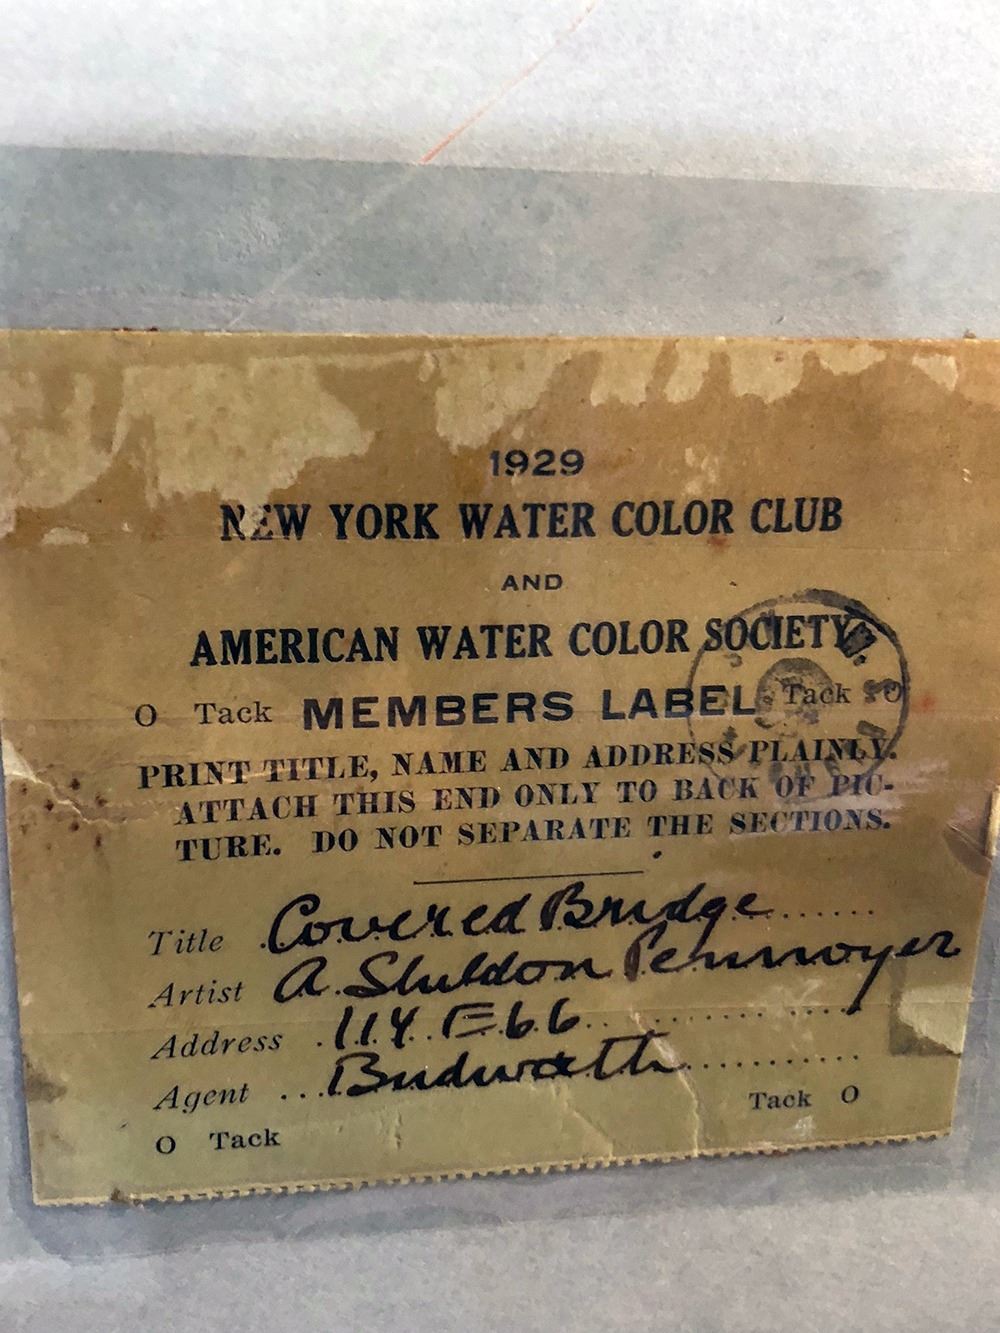 1929
NEW YORK WATER COLOR CLUB
AND
AMERICAN WATER COLOR SOCIETY
O Tack MEMBERS LABEL Tack O
PRINT TITLE, NAME AND ADDRESS PLAINLY.
ATTACH THIS END ONLY TO BACK OF PIC-
TURE. DO NOT SEPARATE THE SECTIONS.
Title Covered Bridge
Artist A. Sheldon Pennoyer
Address 114 E 66
Agent Budworth
Tack O
O Tack